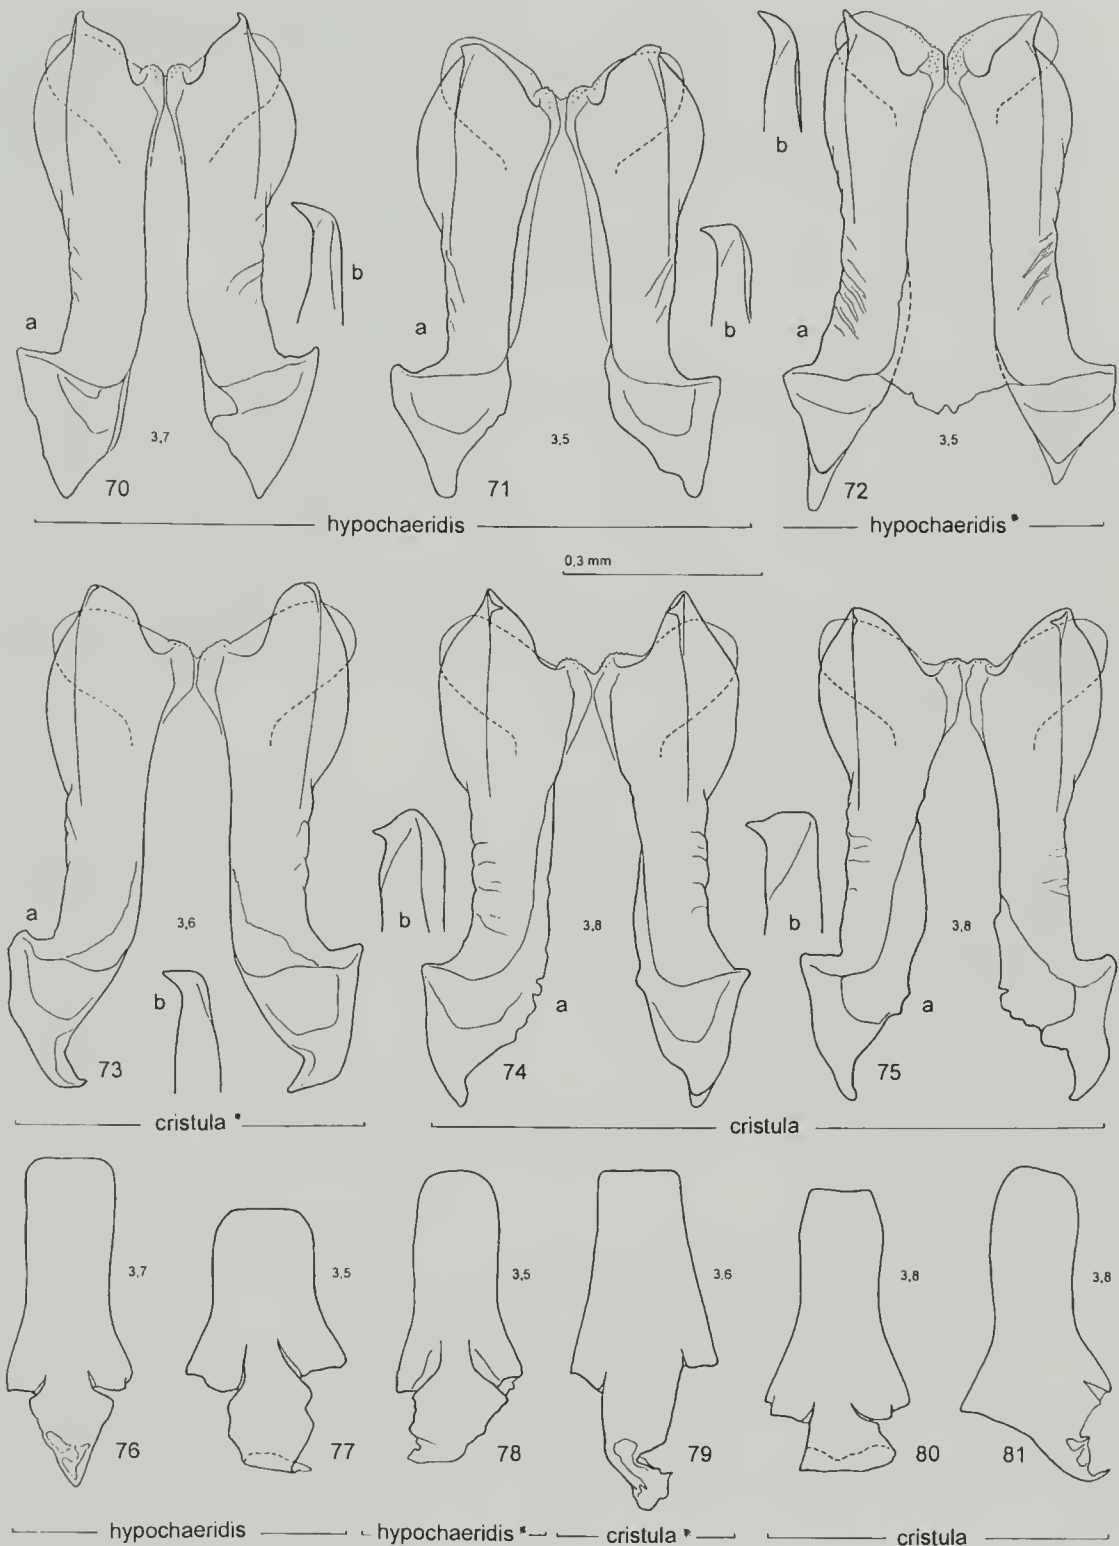 b
b
b
a
a
a
3,7
3,5
3,5
70
71
72
hypochaeridis
hypochaeridis*
0,3 mm
a
3,6
b
b
3,8
b
3,8
a
a
73
74
75
cristula *
cristula
3,7
3,5
3,5
3,6
3,8
3,8
76
77
78
79
80
81
hypochaeridis
hypochaeridis*
cristula *
cristula